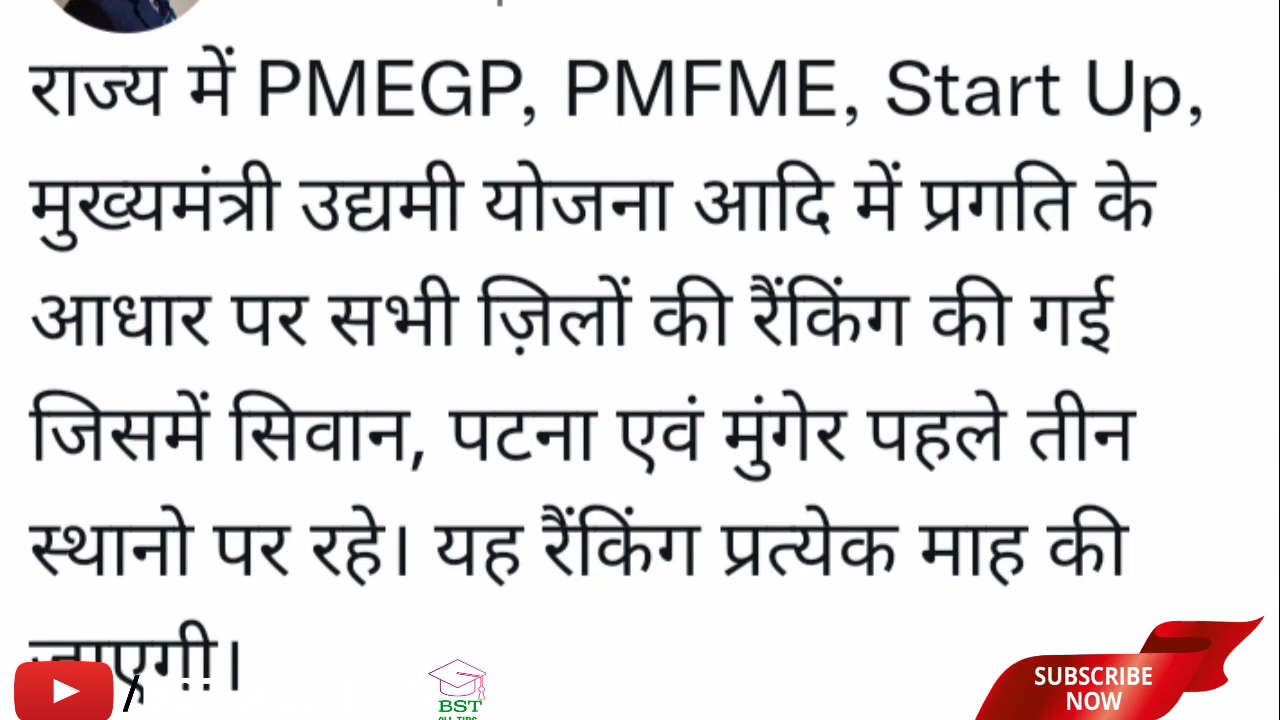 राज्य में PMEGP, PMFME, Start Up,
मुख्यमंत्री उद्यमी योजना आदि में प्रगति के
आधार पर सभी ज़िलों की रैंकिंग की गई
जिसमें सिवान, पटना एवं मुंगेर पहले तीन
स्थानो पर रहे। यह रैंकिंग प्रत्येक माह की
जाएगी।
/
BST
SUBSCRIBE
NOW